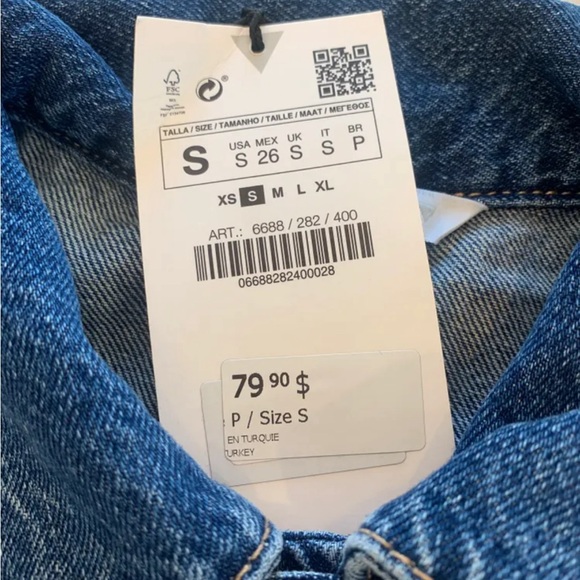 FSC
TALLA / SIZE / TAMANHO / TAILLE / MAAT / ΜΕΓΕΘΟΣ
S
USA MEX UK IT BR
S 26 S S P
XS S M L XL
ART.: 6688 / 282 / 400
06688282400028
79 90 $
P / Size S
EN TURQUIE
TURKEY